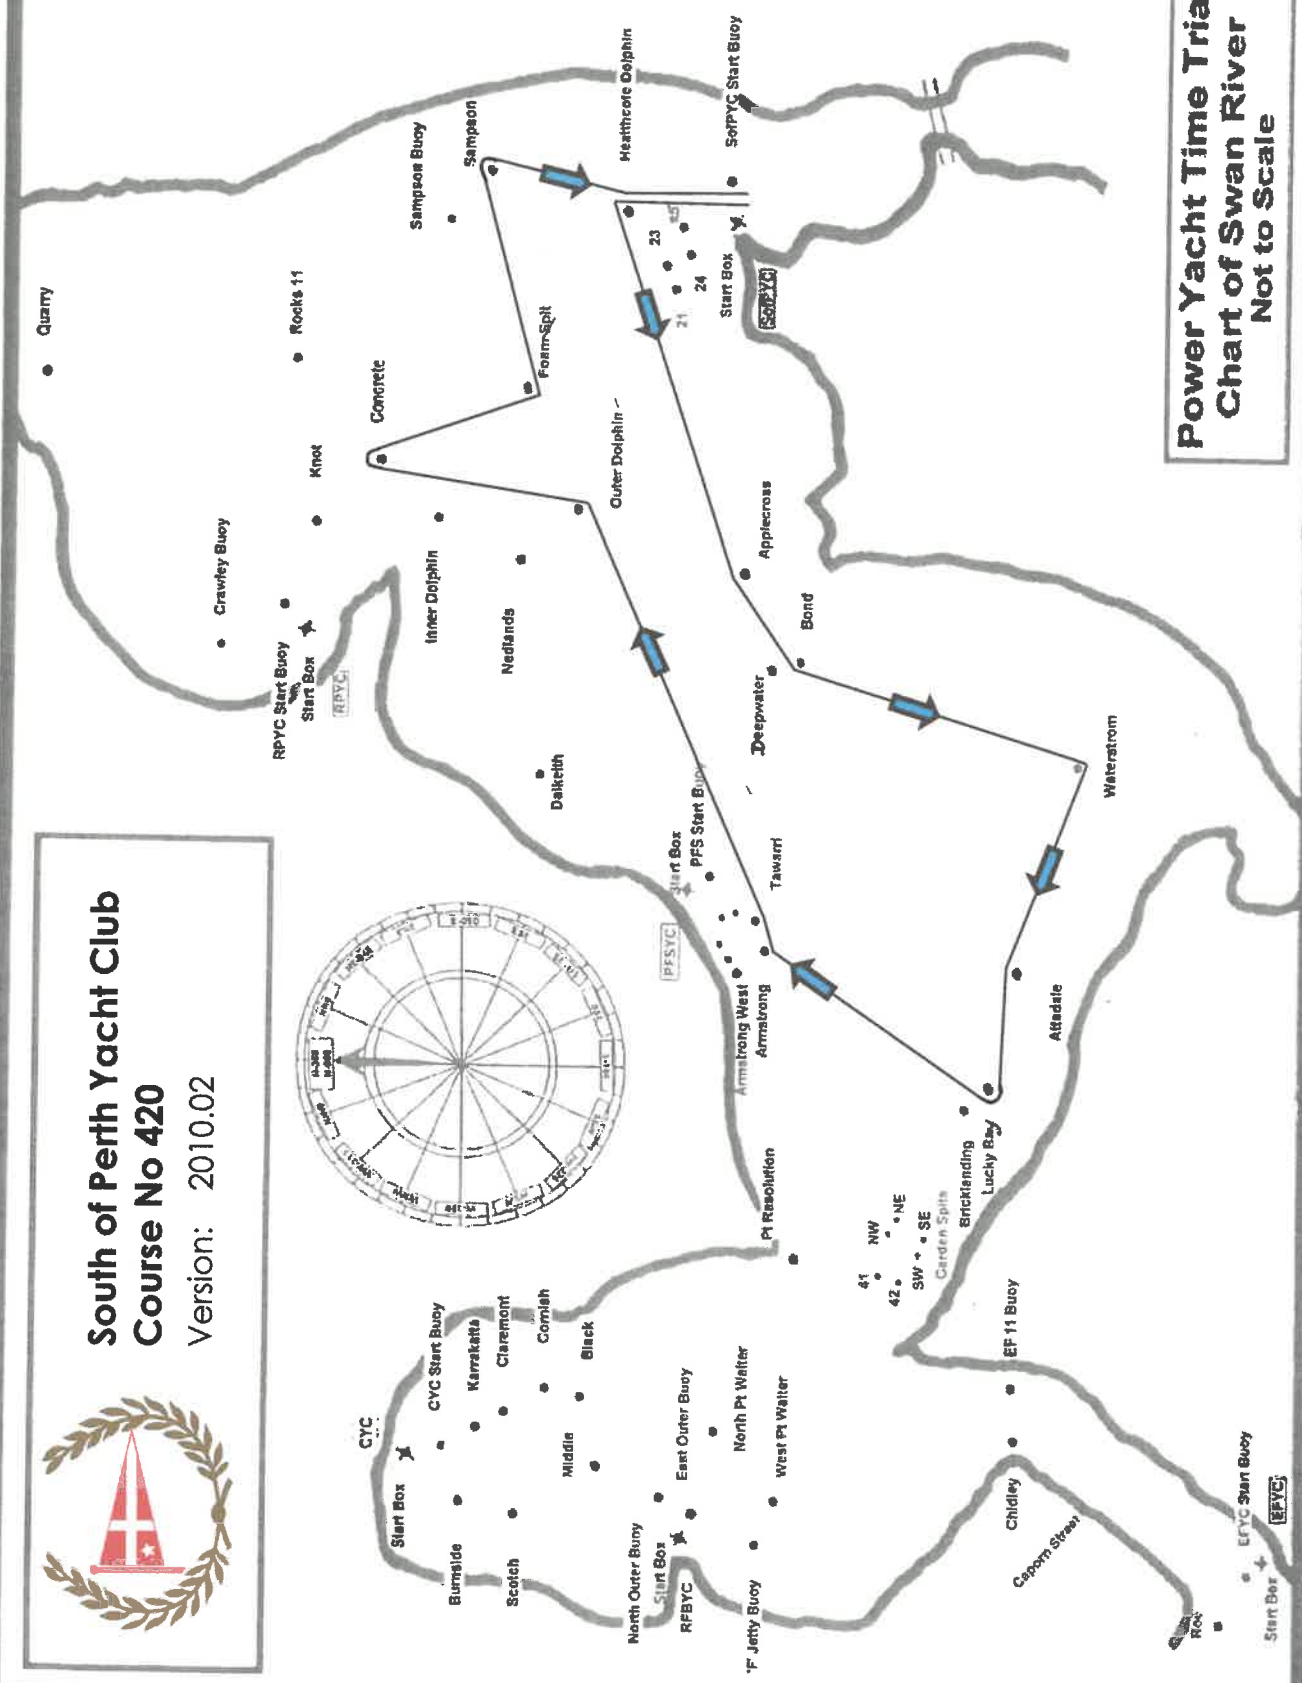 South of Perth Yacht Club
Course No 420
Version: 2010.02
Power Yacht Time Tria
Chart of Swan River
Not to Scale
Quarry
Crawley Buoy
Rocks 11
Knot
Concrete
RPYC Start Buoy
Start Box
RPYC
Inner Dolphin
Nedlands
Dalkeith
Sampson Buoy
Sampson
Foam Spit
Outer Dolphin
Heathcote Dolphin
SofPYC Start Buoy
23
24
21
Start Box
SofPYC
Applecross
Bond
Deepwater
Waterstrom
Start Box
PFS Start Buoy
PFSYC
Tawarri
Armstrong West
Armstrong
Attadale
Lucky Bay
Bricklanding
Pt Resolution
NW
NE
41
42
SW
SE
Garden Spits
CYC
Start Box
CYC Start Buoy
Karrakatta
Claremont
Cornish
Black
Middle
Burnside
Scotch
North Outer Buoy
Start Box
RFBYC
East Outer Buoy
North Pt Walter
West Pt Walter
'F' Jetty Buoy
EF 11 Buoy
Chidley
Caporn Street
EFYC Start Buoy
EFYC
Start Box